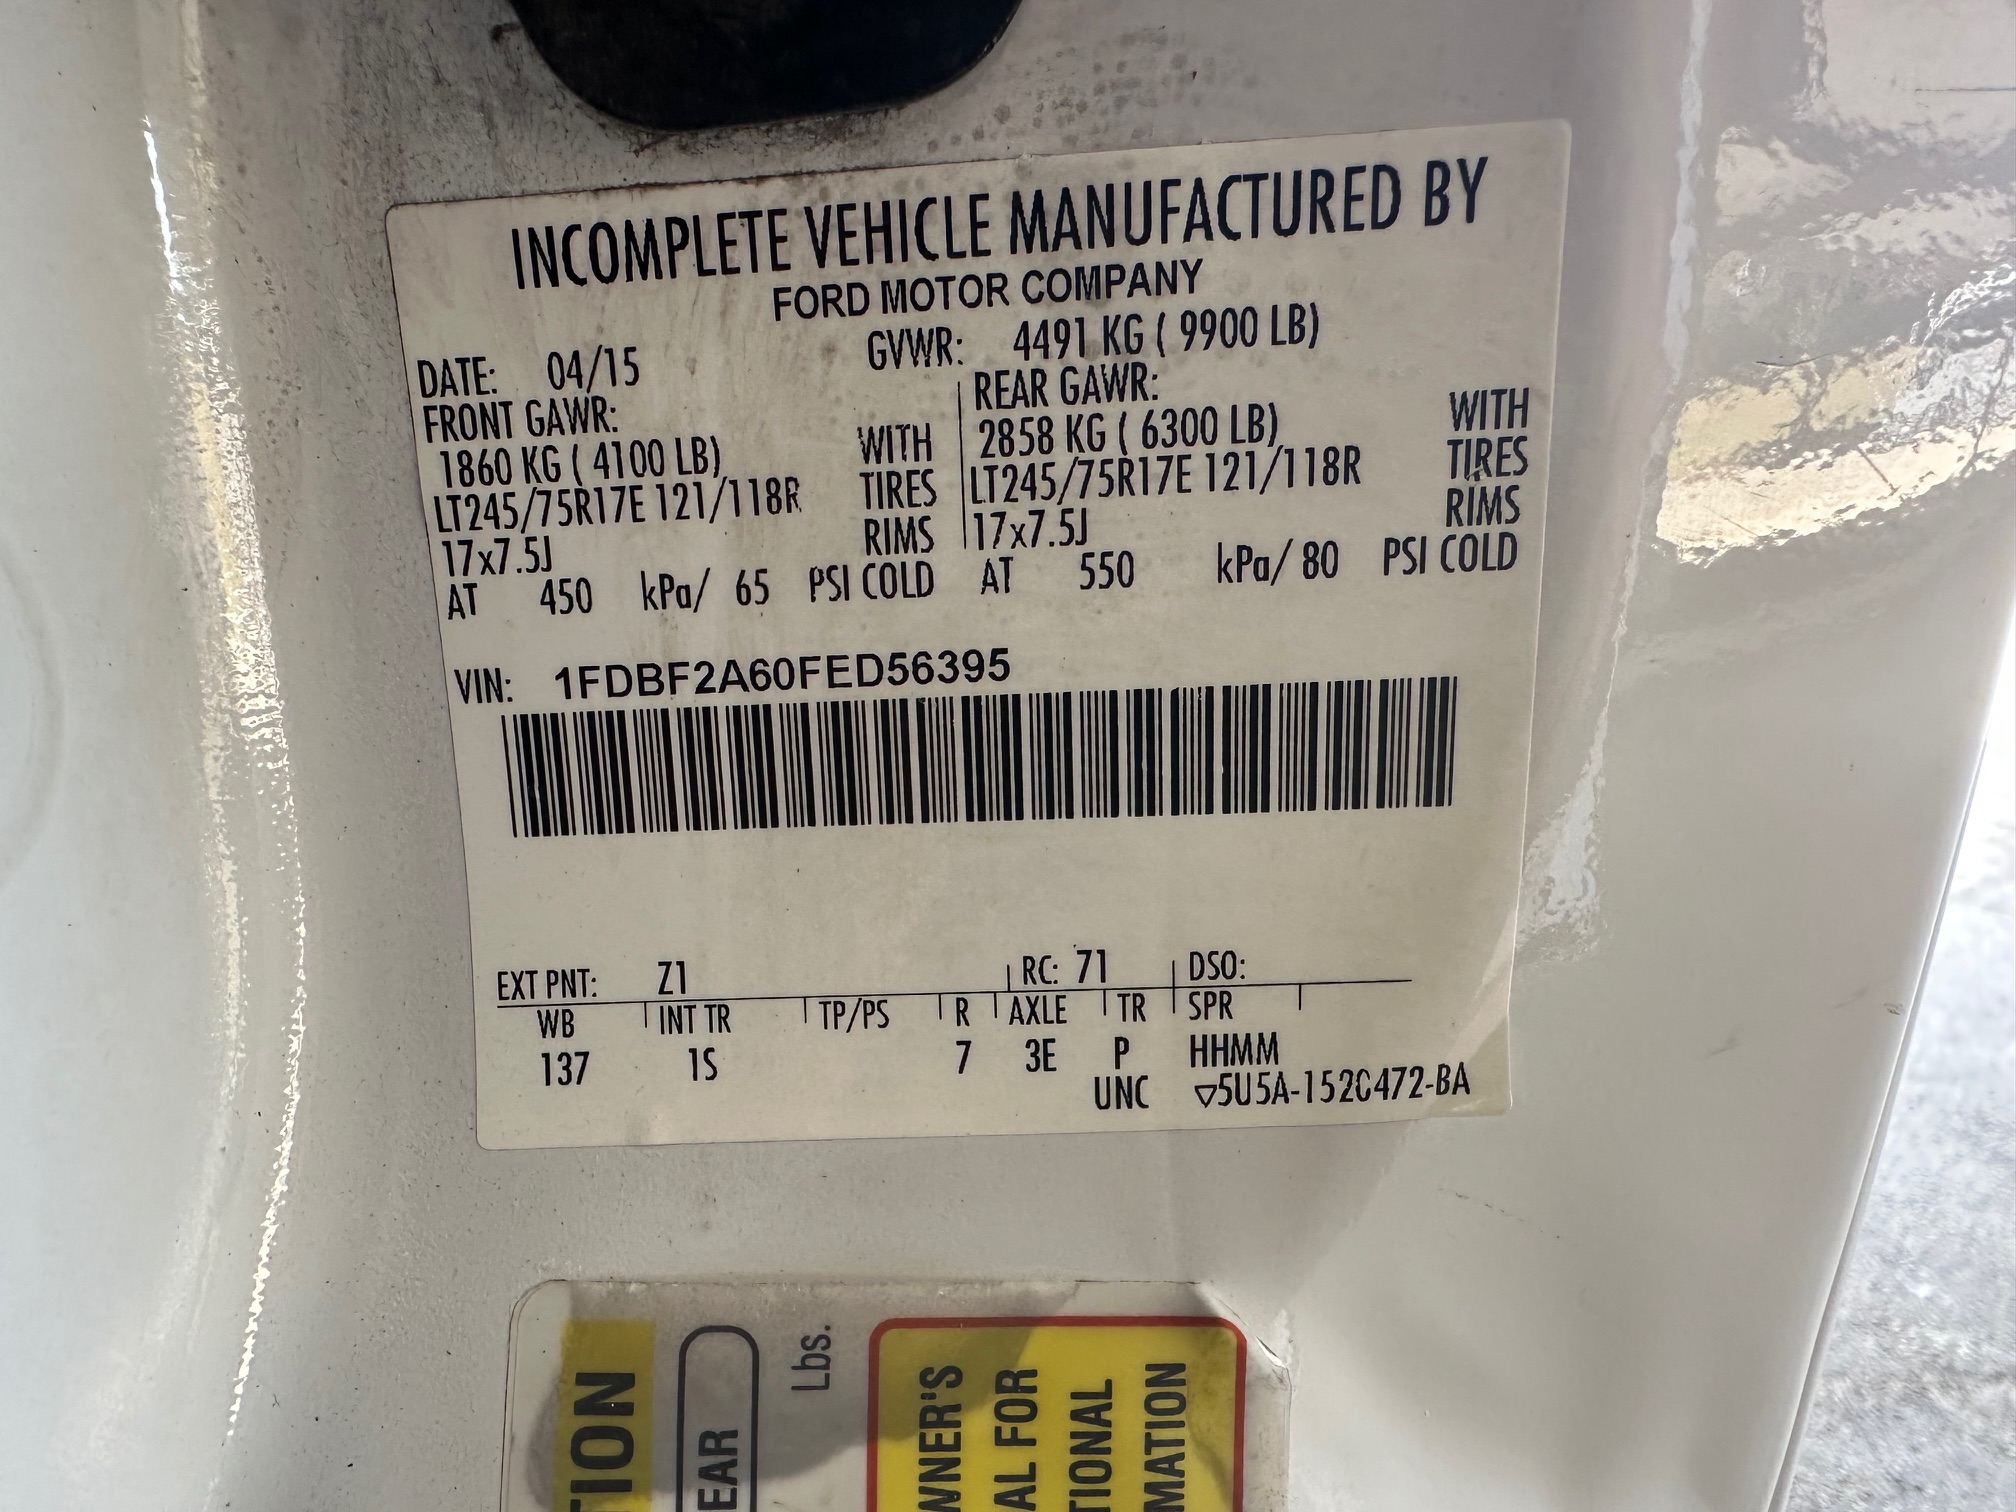 INCOMPLETE VEHICLE MANUFACTURED BY
FORD MOTOR COMPANY
DATE: 04/15 GVWR: 4491 KG ( 9900 LB)
FRONT GAWR: REAR GAWR:
1860 KG ( 4100 LB) WITH 2858 KG ( 6300 LB) WITH
LT245/75R17E 121/118R TIRES LT245/75R17E 121/118R TIRES
17x7.5J RIMS 17x7.5J RIMS
AT 450 kPa/ 65 PSI COLD AT 550 kPa/ 80 PSI COLD
VIN: 1FDBF2A60FED56395
EXT PNT: Z1 RC: 71 DSO:
WB INT TR TP/PS R AXLE TR SPR
137 1S 7 3E P HHMM
UNC ▽5U5A-1520472-BA
TION
EAR
Lbs.
WNER'S
AL FOR
TIONAL
MATION